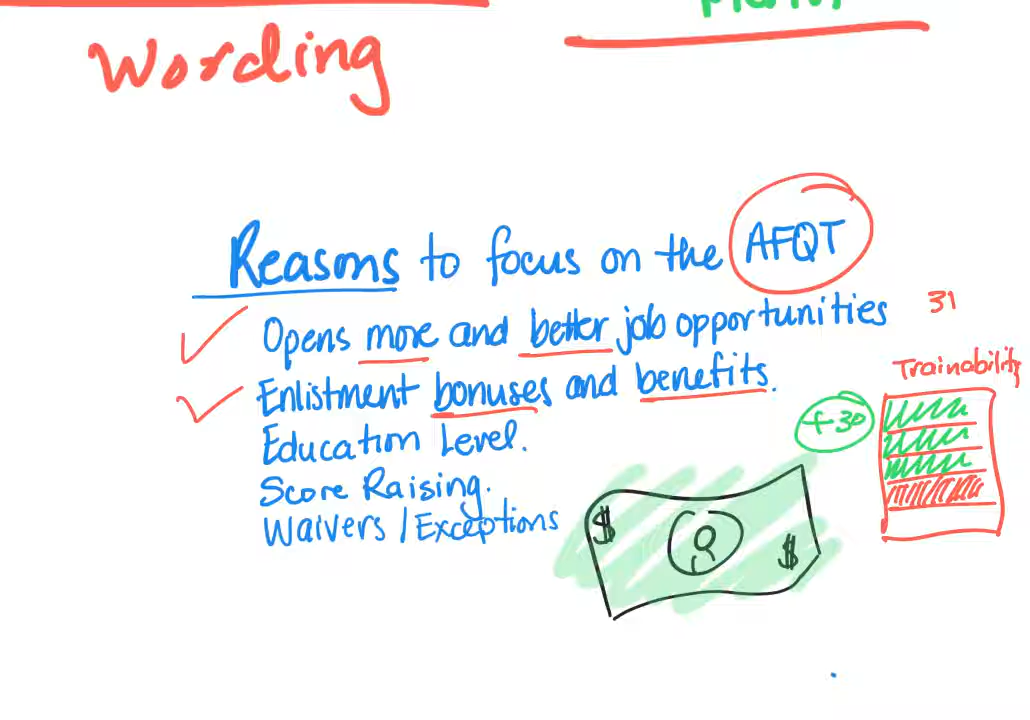 Wording
Reasons to focus on the AFQT
Opens more and better job opportunities
31
Enlistment bonuses and benefits.
Trainability
+30
Education Level.
Score Raising.
Waivers / Exceptions
$
$